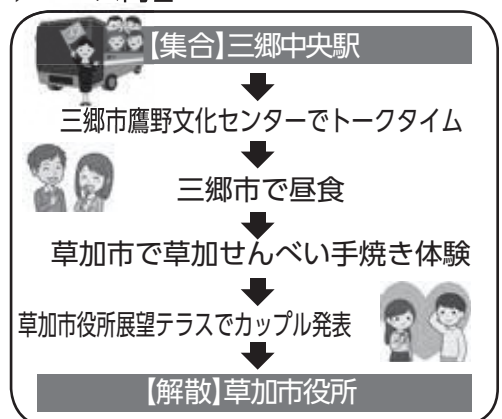 【集合】三郷中央駅
三郷市鷹野文化センターでトークタイム
三郷市で昼食
草加市で草加せんべい手焼き体験
草加市役所展望テラスでカップル発表
【解散】草加市役所